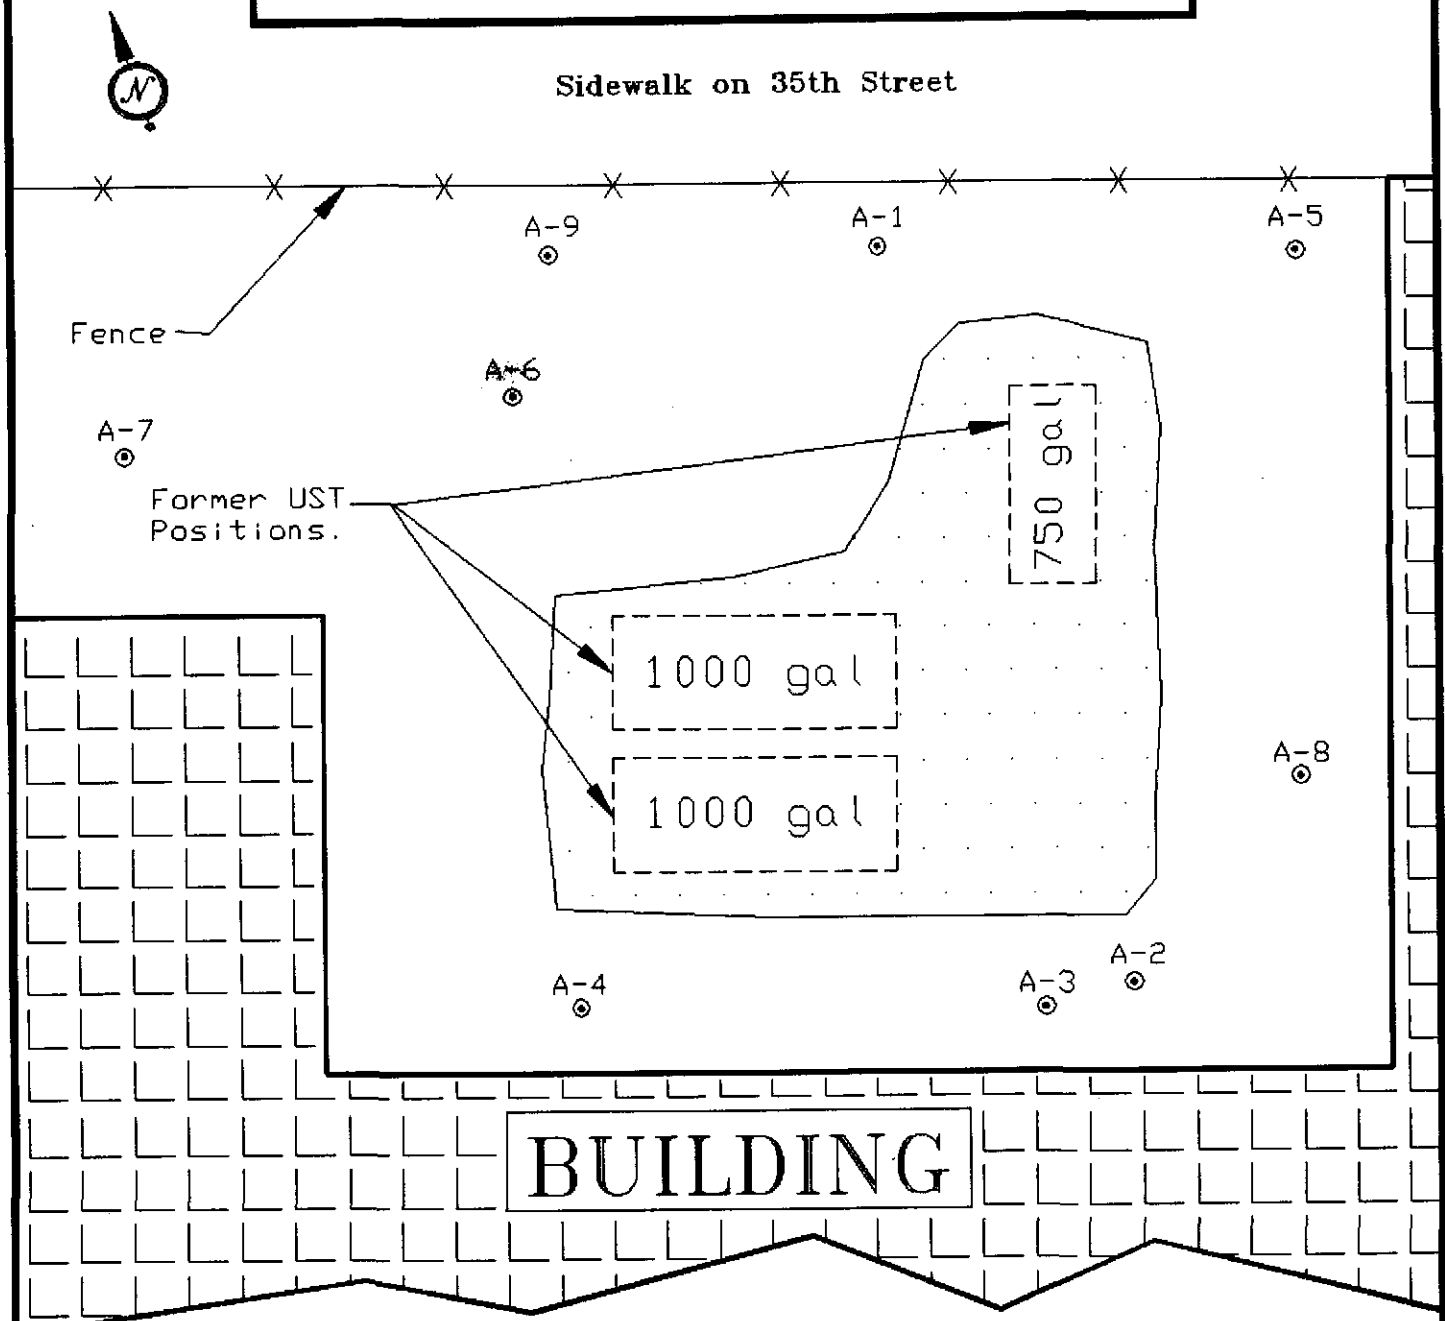 N
Sidewalk on 35th Street
A-9
A-1
A-5
Fence
A-6
A-7
750 gal
Former UST
Positions.
1000 gal
1000 gal
A-8
A-4
A-3
A-2
BUILDING